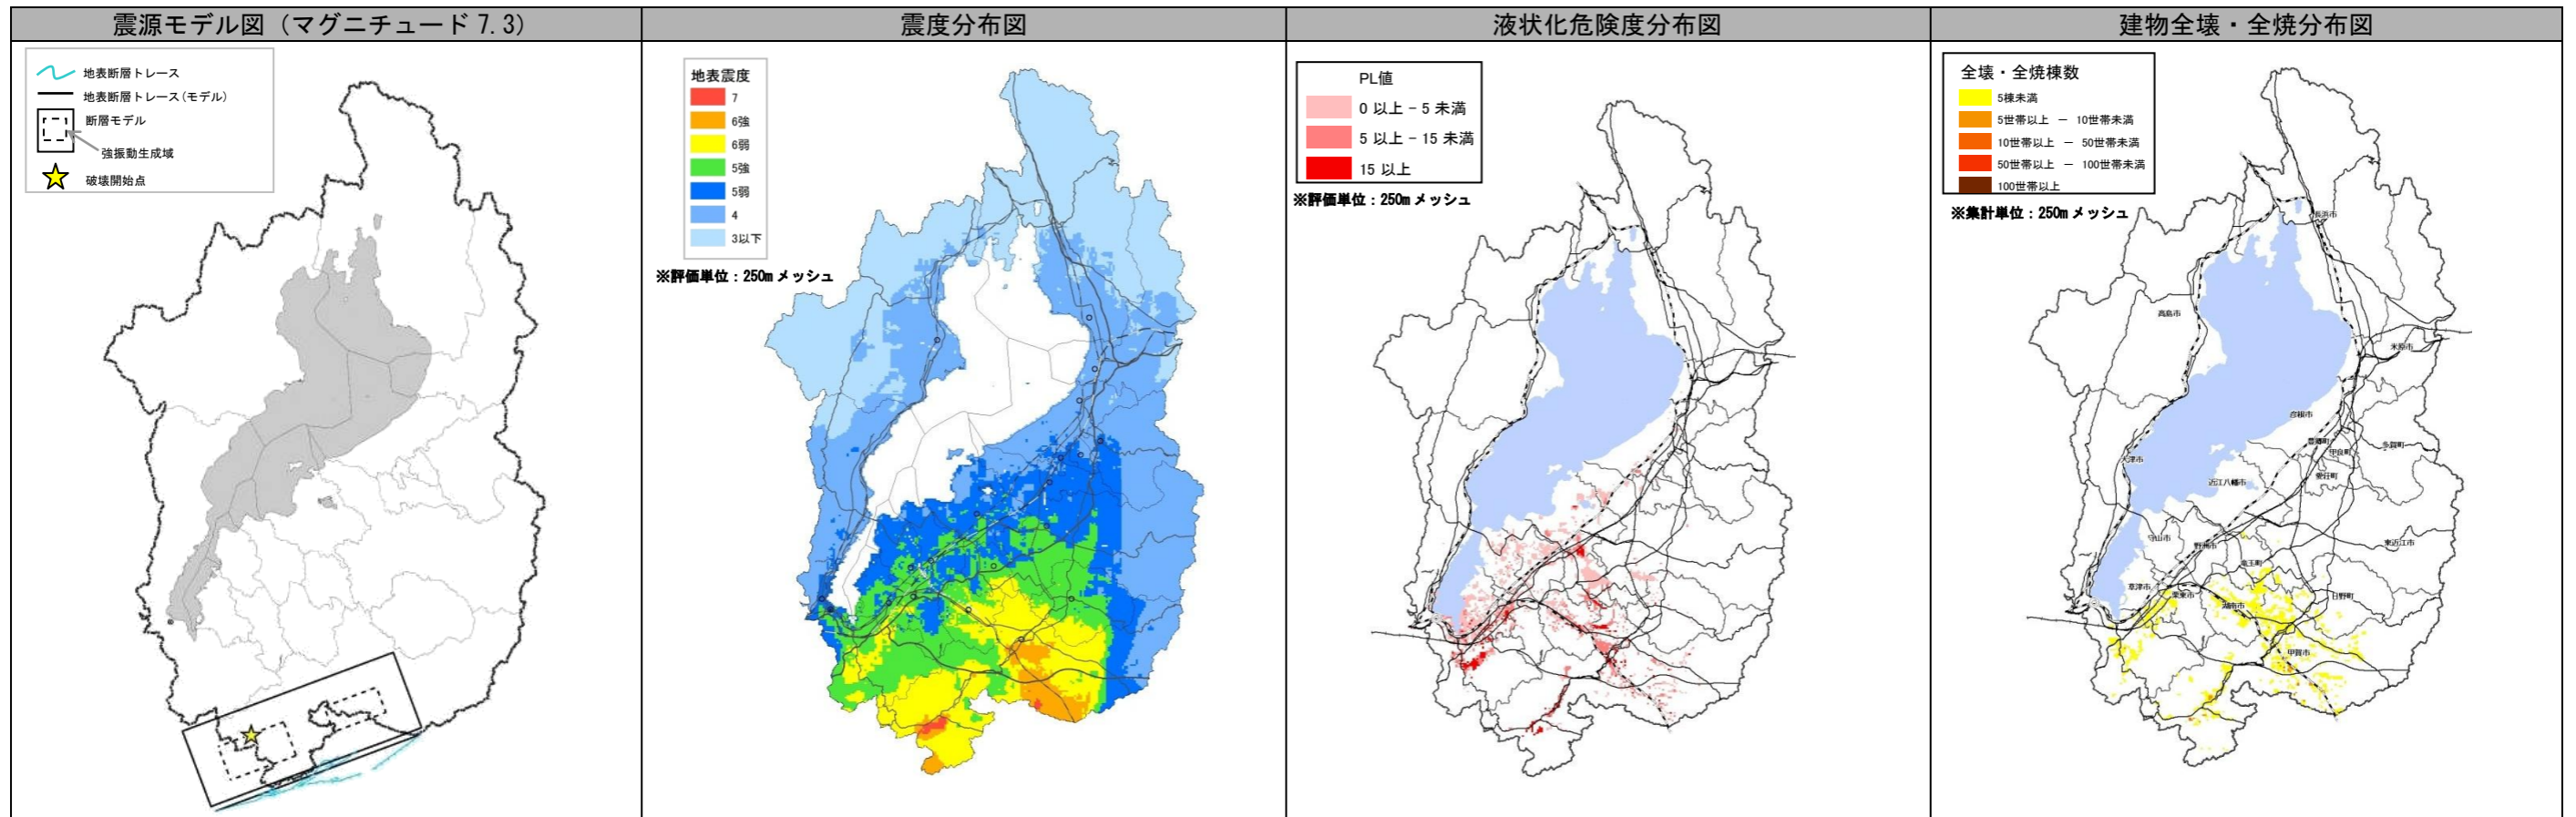 震源モデル図（マグニチュード 7.3）
地表断層トレース
地表断層トレース(モデル)
断層モデル
強振動生成域
破壊開始点
震度分布図
地表震度
7
6強
6弱
5強
5弱
4
3以下
※評価単位：250m メッシュ
液状化危険度分布図
PL値
0 以上 − 5 未満
5 以上 − 15 未満
15 以上
※評価単位：250m メッシュ
建物全壊・全焼分布図
全壊・全焼棟数
5棟未満
5世帯以上 − 10世帯未満
10世帯以上 − 50世帯未満
50世帯以上 − 100世帯未満
100世帯以上
※集計単位：250m メッシュ
長浜市
高島市
米原市
彦根市
豊郷町
多賀町
甲良町
大津市
愛荘町
近江八幡市
守山市
野洲市
東近江市
竜王町
草津市
栗東市
湖南市
日野町
甲賀市